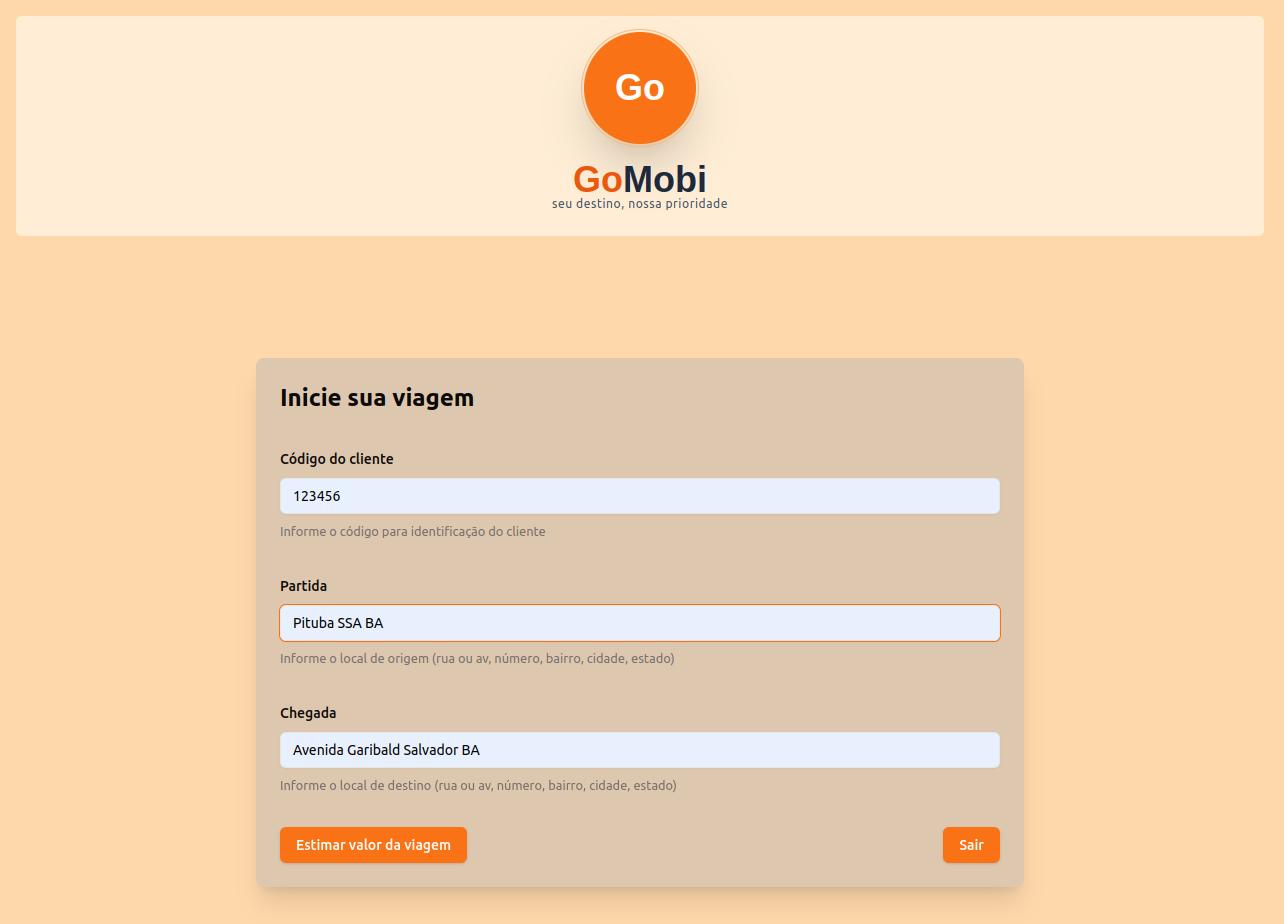 Go
GoMobi
seu destino, nossa prioridade
Inicie sua viagem
Código do cliente
123456
Informe o código para identificação do cliente
Partida
Pituba SSA BA
Informe o local de origem (rua ou av, número, bairro, cidade, estado)
Chegada
Avenida Garibald Salvador BA
Informe o local de destino (rua ou av, número, bairro, cidade, estado)
Estimar valor da viagem
Sair